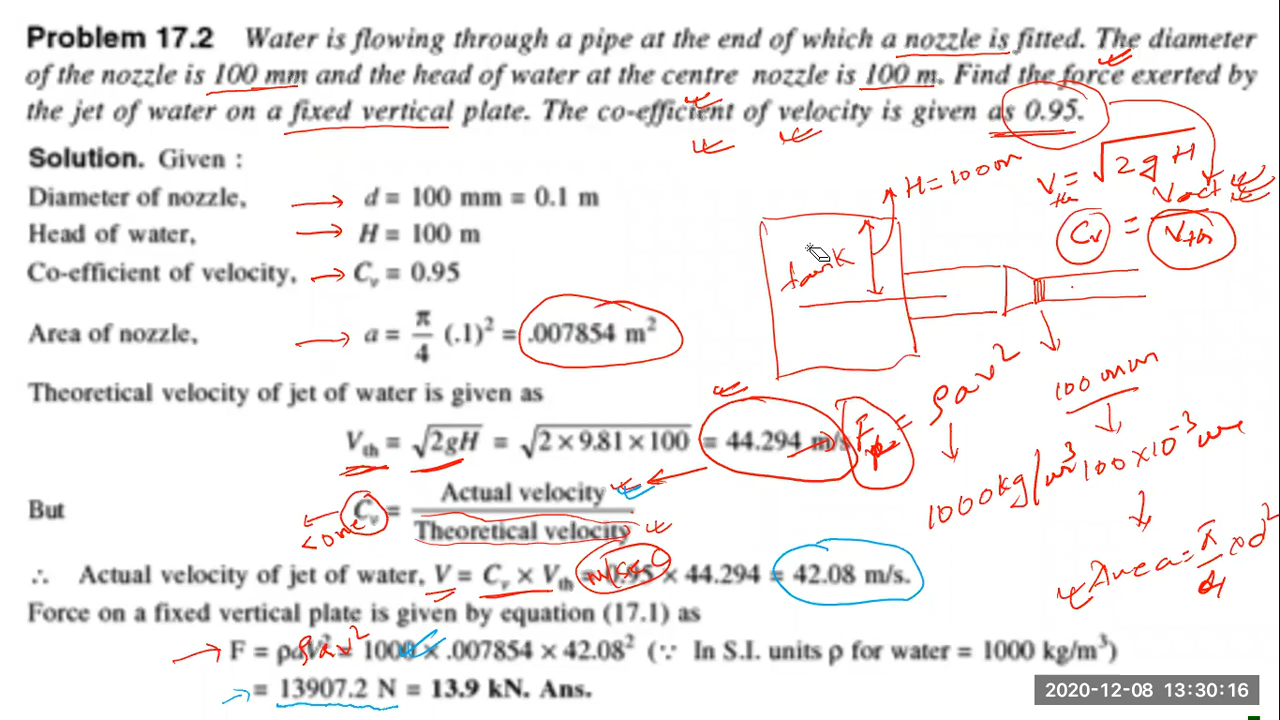 Problem 17.2 Water is flowing through a pipe at the end of which a nozzle is fitted. The diameter
of the nozzle is 100 mm and the head of water at the centre nozzle is 100 m. Find the force exerted by
the jet of water on a fixed vertical plate. The co-efficient of velocity is given as 0.95.
Solution. Given :
Diameter of nozzle, d = 100 mm = 0.1 m
Head of water, H = 100 m
Co-efficient of velocity, Cv = 0.95
Area of nozzle, a = π/4 (.1)² = .007854 m²
Theoretical velocity of jet of water is given as
Vth = √2gH = √2 × 9.81 × 100 = 44.294 m/s
But Cv = Actual velocity / Theoretical velocity
∴ Actual velocity of jet of water, V = Cv × Vth = 0.95 × 44.294 = 42.08 m/s.
Force on a fixed vertical plate is given by equation (17.1) as
F = ρaV² = 1000 × .007854 × 42.08² (∵ In S.I. units ρ for water = 1000 kg/m³)
= 13907.2 N = 13.9 kN. Ans.
H = 100m
Vth = √2gH
Cv = Vact / Vth
tank
= ρav²
100mm
1000kg/m³
100×10⁻³m
Area = π/4 × d²
< one
m/sec
ρav²
2020-12-08 13:30:16